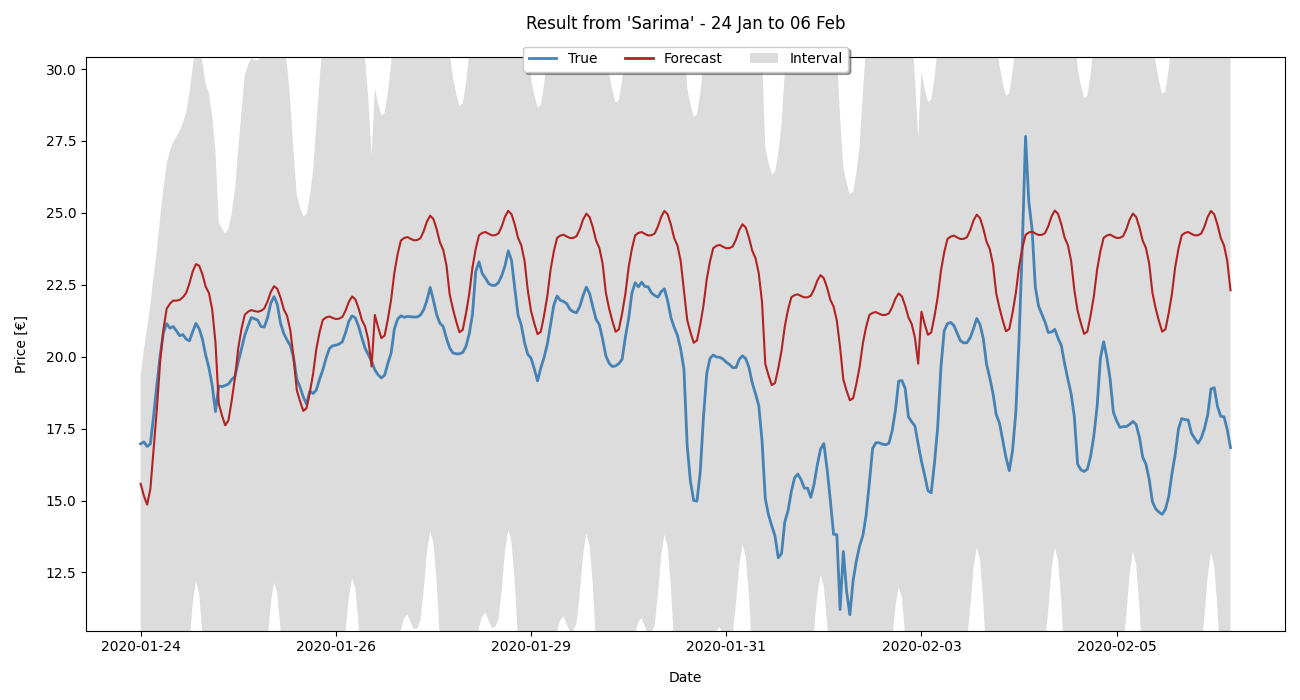 Result from 'Sarima' - 24 Jan to 06 Feb
True Forecast Interval
30.0
27.5
25.0
22.5
20.0
17.5
15.0
12.5
Price [€]
2020-01-24 2020-01-26 2020-01-29 2020-01-31 2020-02-03 2020-02-05
Date